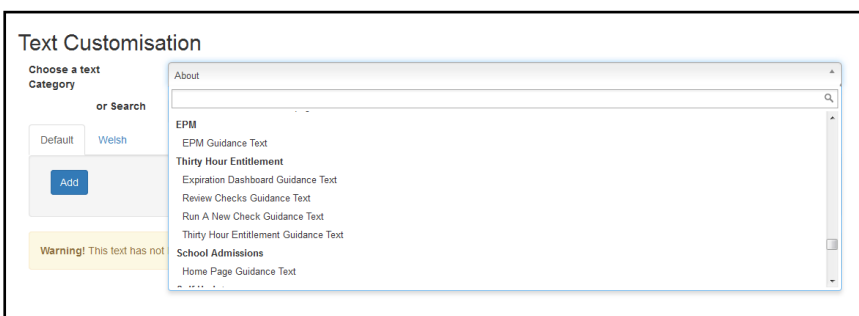 Text Customisation
Choose a text
Category
About
or Search
EPM
EPM Guidance Text
Thirty Hour Entitlement
Expiration Dashboard Guidance Text
Review Checks Guidance Text
Run A New Check Guidance Text
Thirty Hour Entitlement Guidance Text
School Admissions
Home Page Guidance Text
Default Welsh
Add
Warning! This text has not